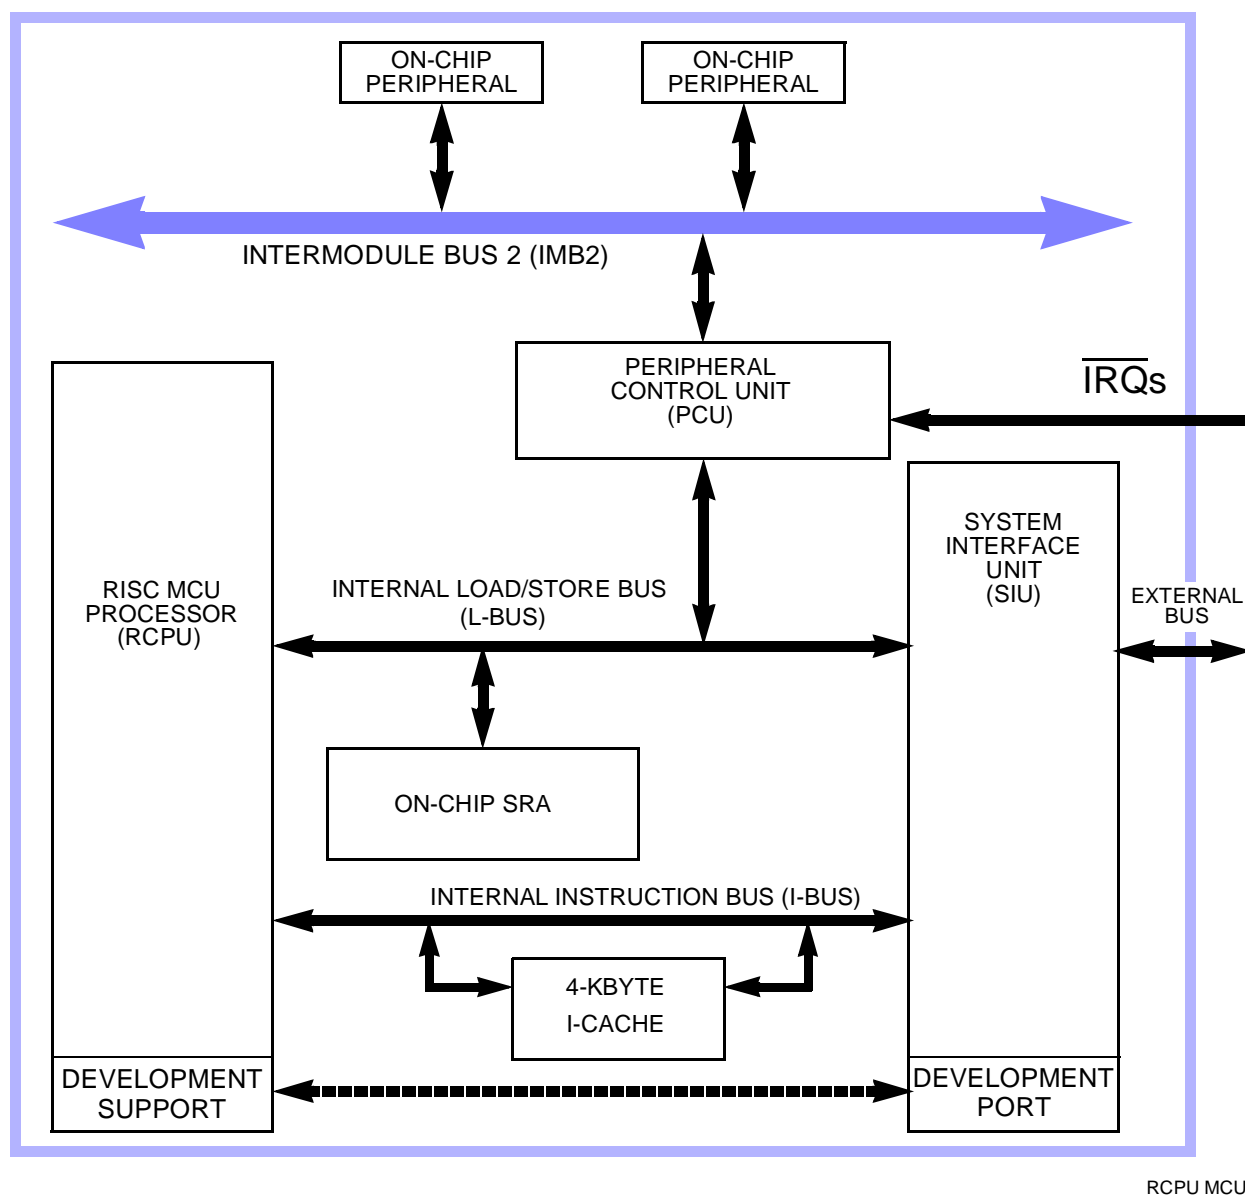 ON-CHIP
PERIPHERAL
ON-CHIP
PERIPHERAL
INTERMODULE BUS 2 (IMB2)
PERIPHERAL
CONTROL UNIT
(PCU)
IRQs
SYSTEM
INTERFACE
UNIT
(SIU)
RISC MCU
PROCESSOR
(RCPU)
INTERNAL LOAD/STORE BUS
(L-BUS)
EXTERNAL
BUS
ON-CHIP SRA
INTERNAL INSTRUCTION BUS (I-BUS)
4-KBYTE
I-CACHE
DEVELOPMENT
SUPPORT
DEVELOPMENT
PORT
RCPU MCU